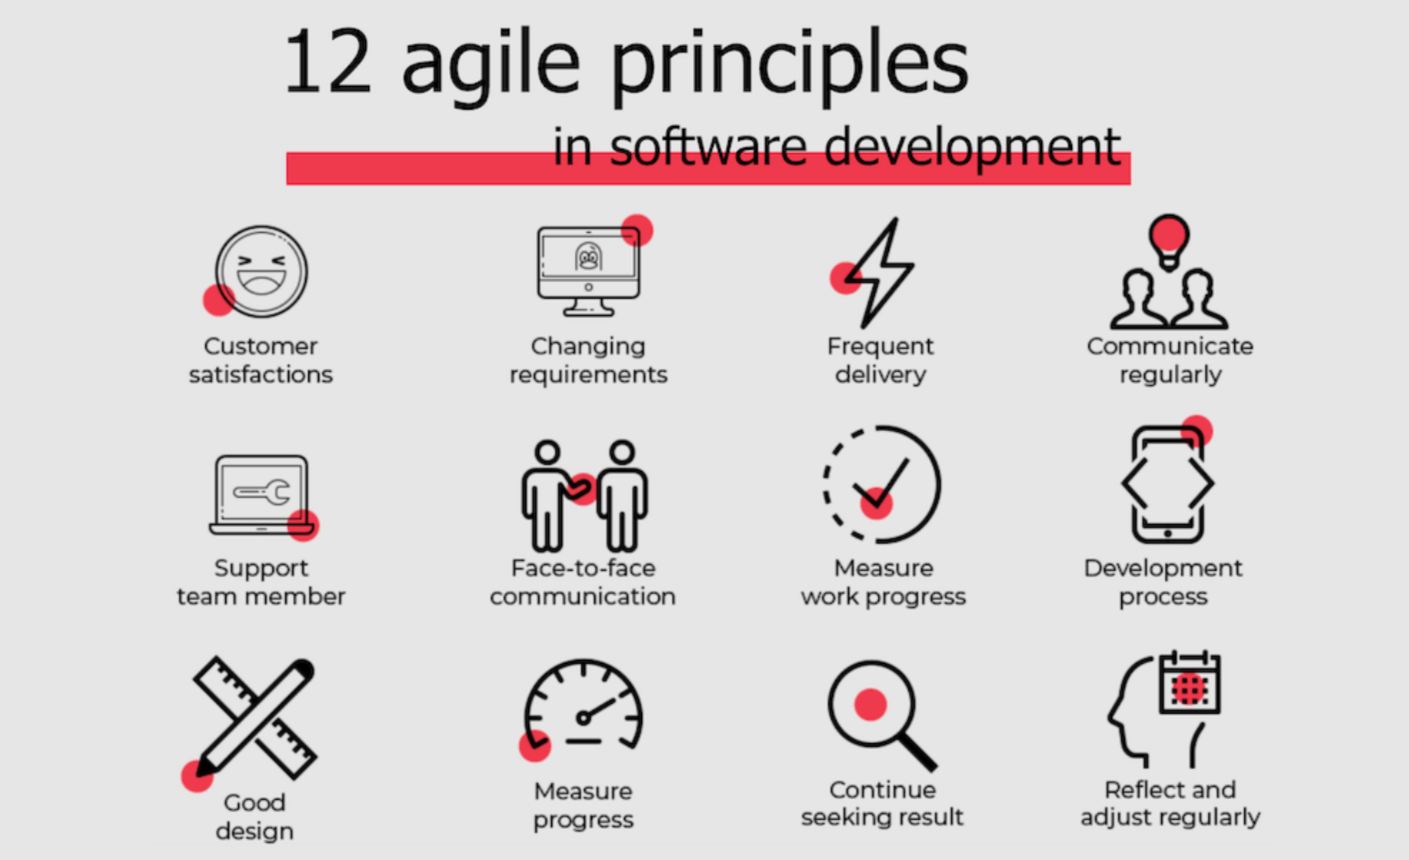 12 agile principles
in software development
Customer
satisfactions
Changing
requirements
Frequent
delivery
Communicate
regularly
Support
team member
Face-to-face
communication
Measure
work progress
Development
process
Good
design
Measure
progress
Continue
seeking result
Reflect and
adjust regularly